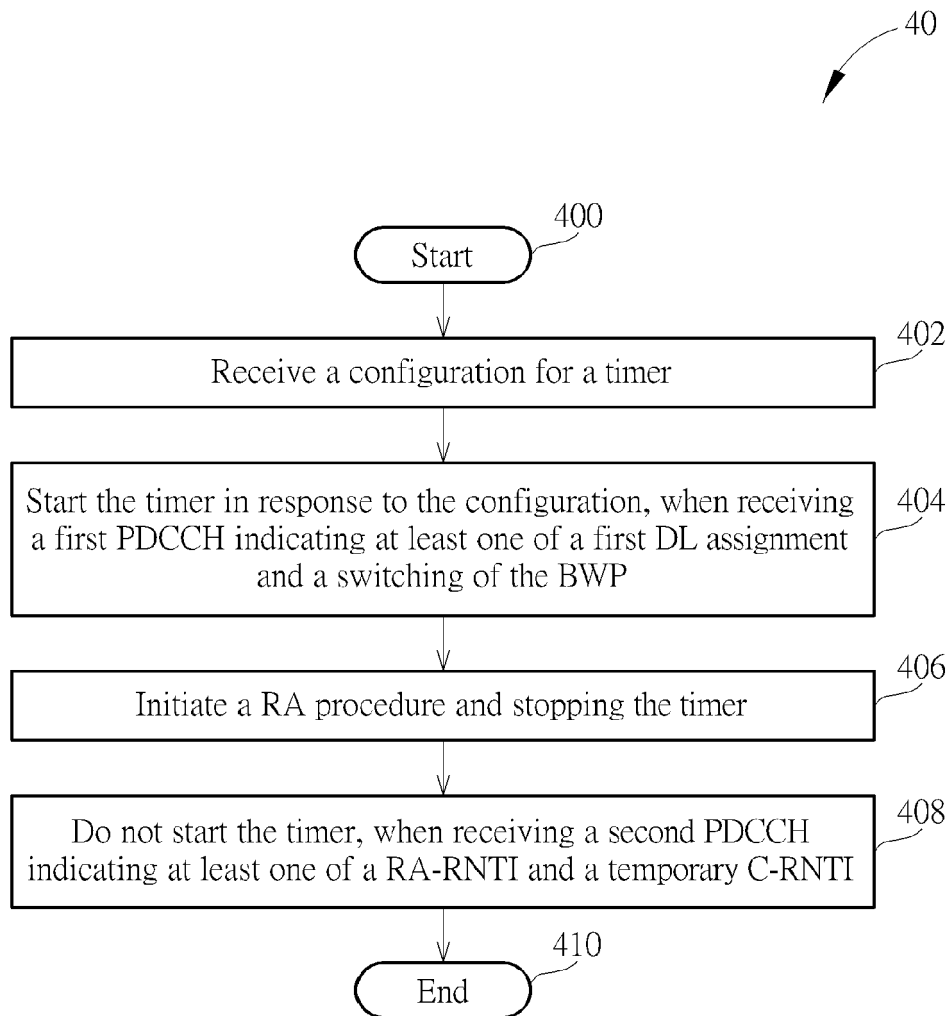 40
400
Start
402
Receive a configuration for a timer
Start the timer in response to the configuration, when receiving
a first PDCCH indicating at least one of a first DL assignment
and a switching of the BWP
404
406
Initiate a RA procedure and stopping the timer
408
Do not start the timer, when receiving a second PDCCH
indicating at least one of a RA-RNTI and a temporary C-RNTI
410
End